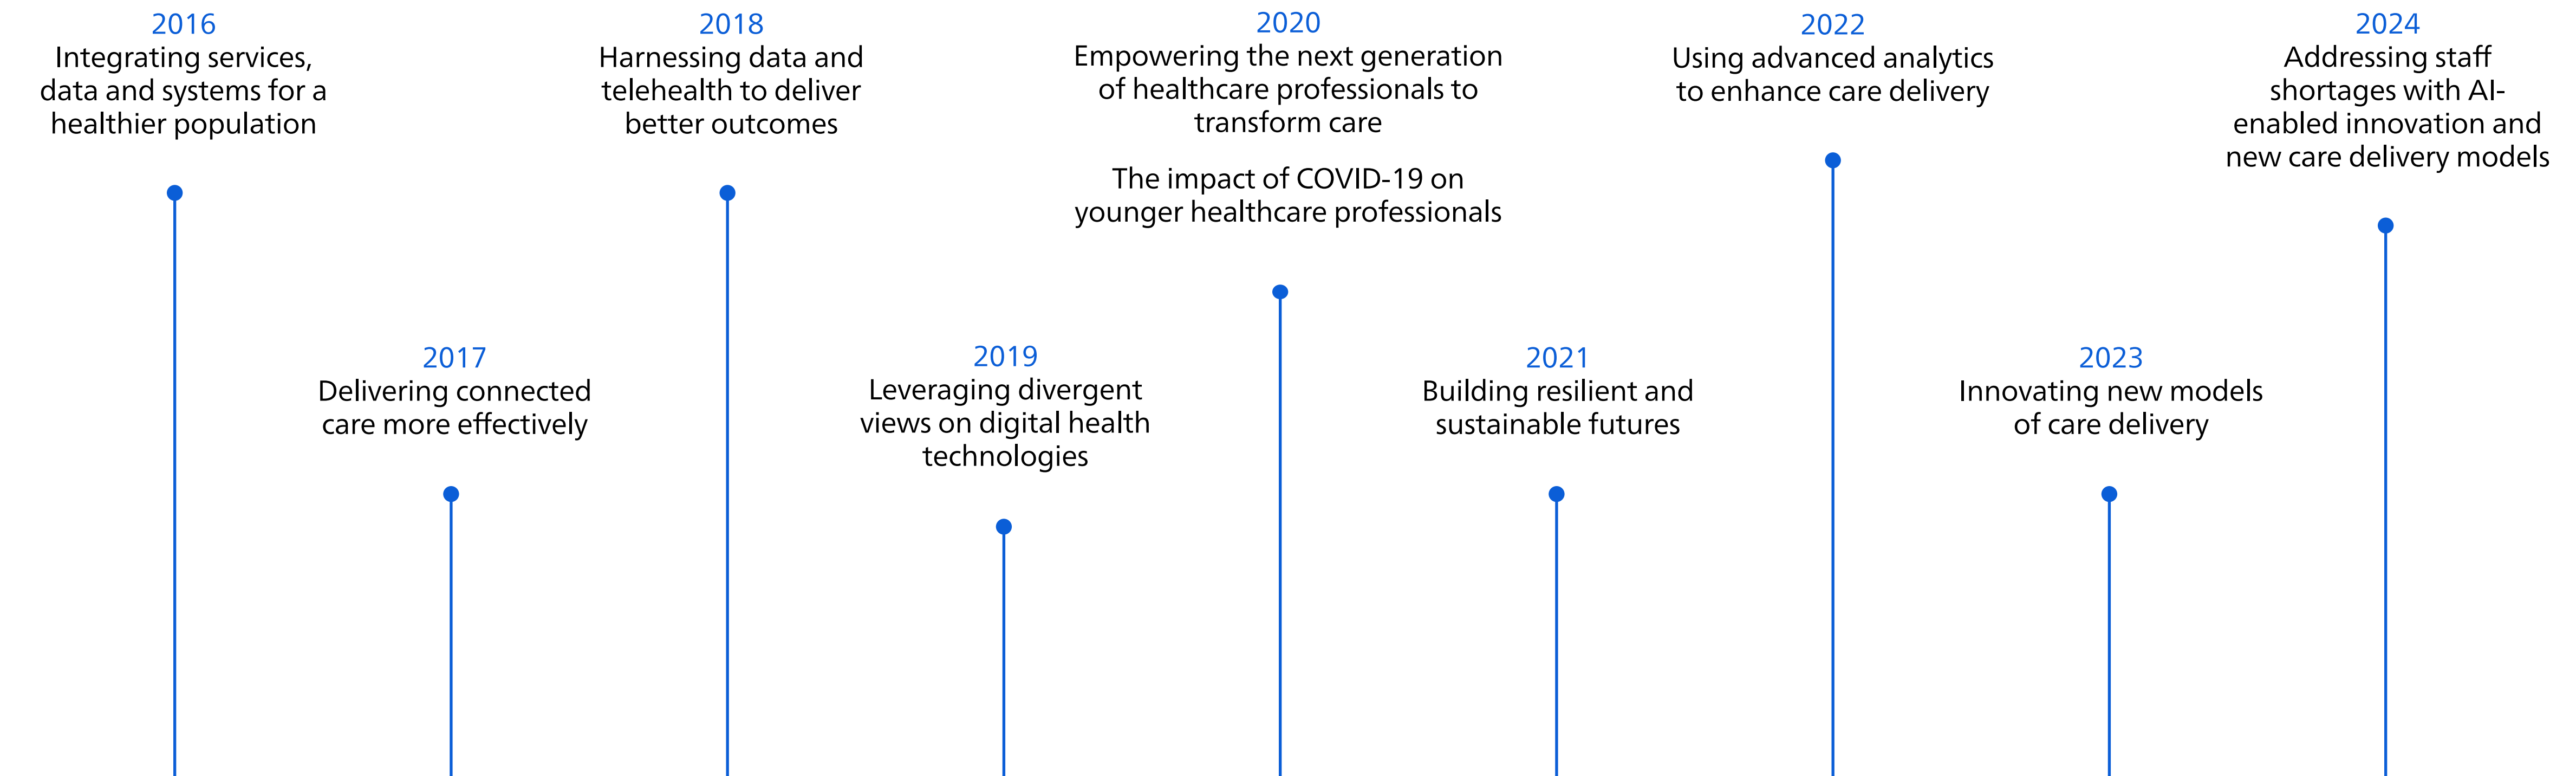 2016
Integrating services,
data and systems for a
healthier population
2017
Delivering connected
care more effectively
2018
Harnessing data and
telehealth to deliver
better outcomes
2019
Leveraging divergent
views on digital health
technologies
2020
Empowering the next generation
of healthcare professionals to
transform care
The impact of COVID-19 on
younger healthcare professionals
2021
Building resilient and
sustainable futures
2022
Using advanced analytics
to enhance care delivery
2023
Innovating new models
of care delivery
2024
Addressing staff
shortages with AI-
enabled innovation and
new care delivery models